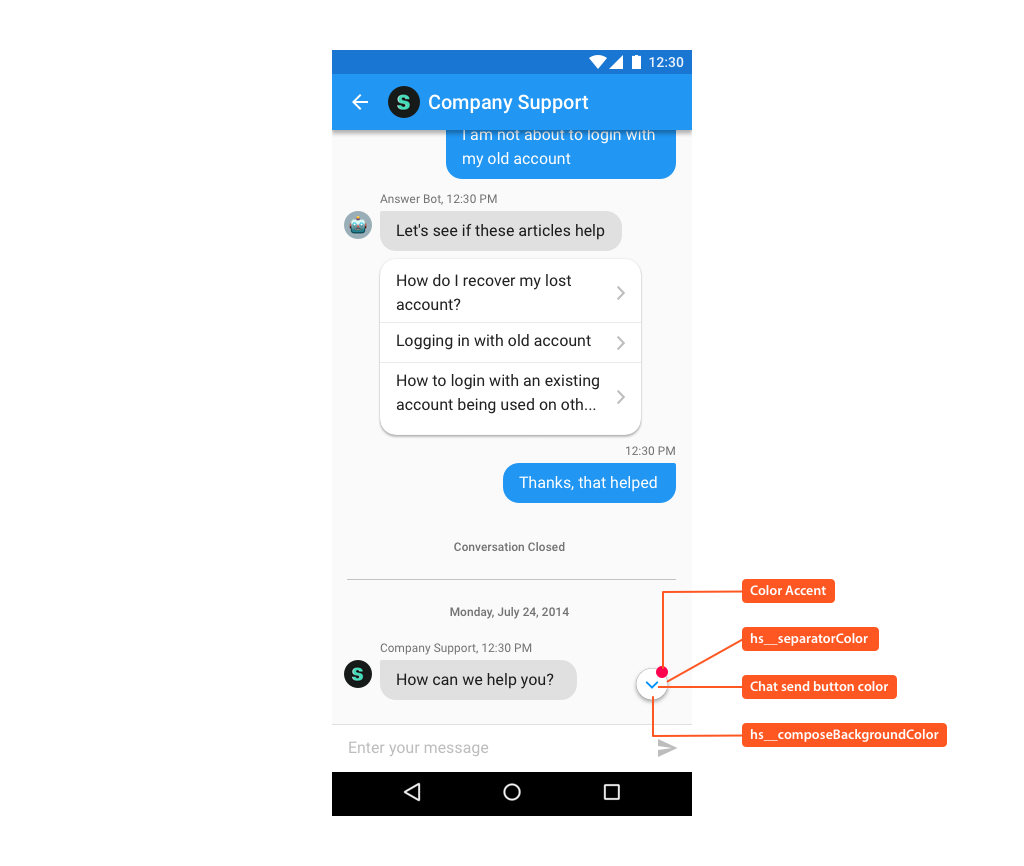 12:30
S Company Support
I am not about to login with
my old account
Answer Bot, 12:30 PM
Let's see if these articles help
How do I recover my lost
account?
Logging in with old account
How to login with an existing
account being used on oth...
12:30 PM
Thanks, that helped
Conversation Closed
Color Accent
Monday, July 24, 2014
hs__separatorColor
Company Support, 12:30 PM
S How can we help you?
Chat send button color
hs__composeBackgroundColor
Enter your message